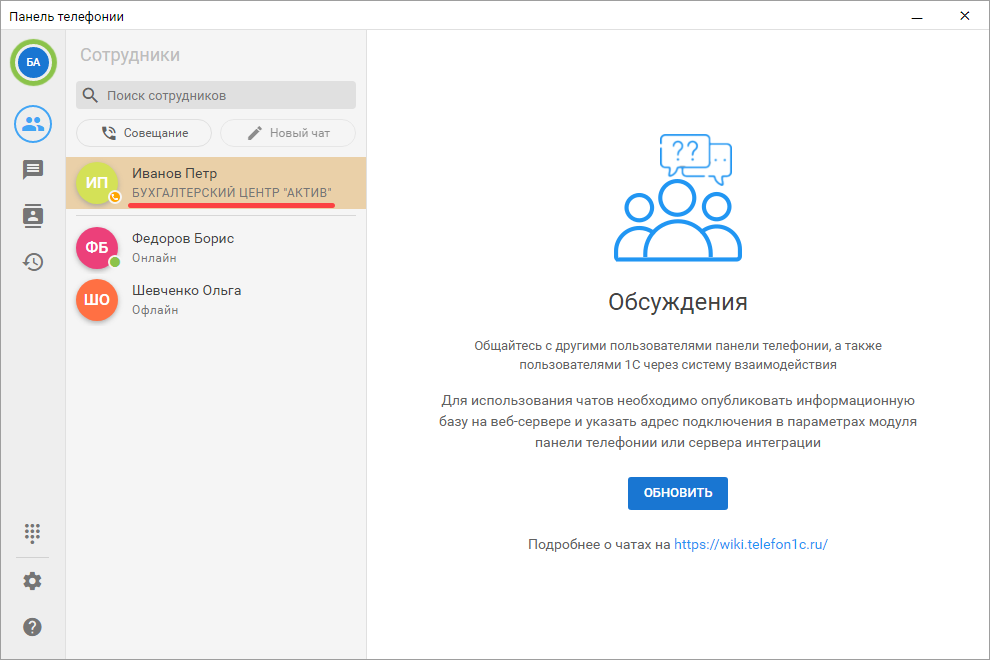 Панель телефонии
БА
Сотрудники
Поиск сотрудников
Совещание
Новый чат
ИП
Иванов Петр
БУХГАЛТЕРСКИЙ ЦЕНТР "АКТИВ"
ФБ
Федоров Борис
Онлайн
ШО
Шевченко Ольга
Офлайн
??
Обсуждения
Общайтесь с другими пользователями панели телефонии, а также
пользователями 1С через систему взаимодействия
Для использования чатов необходимо опубликовать информационную
базу на веб-сервере и указать адрес подключения в параметрах модуля
панели телефонии или сервера интеграции
ОБНОВИТЬ
Подробнее о чатах на https://wiki.telefon1c.ru/
?